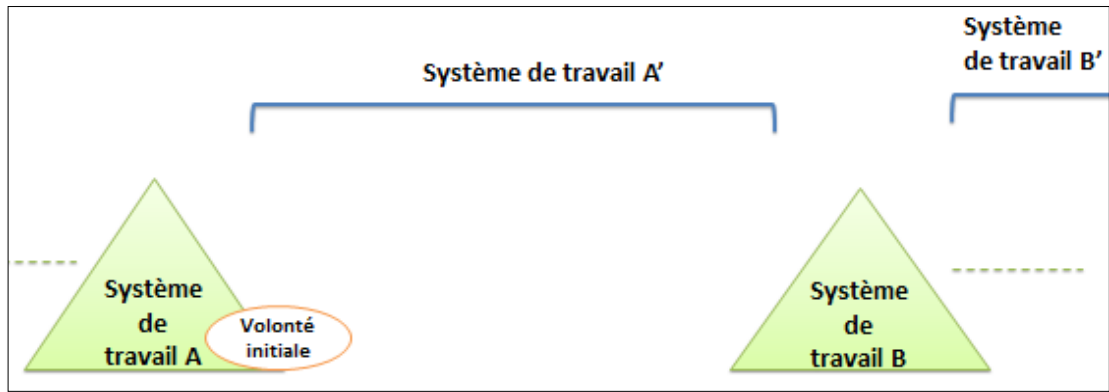 Système
de travail B’
Système de travail A’
Système
de
travail A
Volonté
initiale
Système
de
travail B